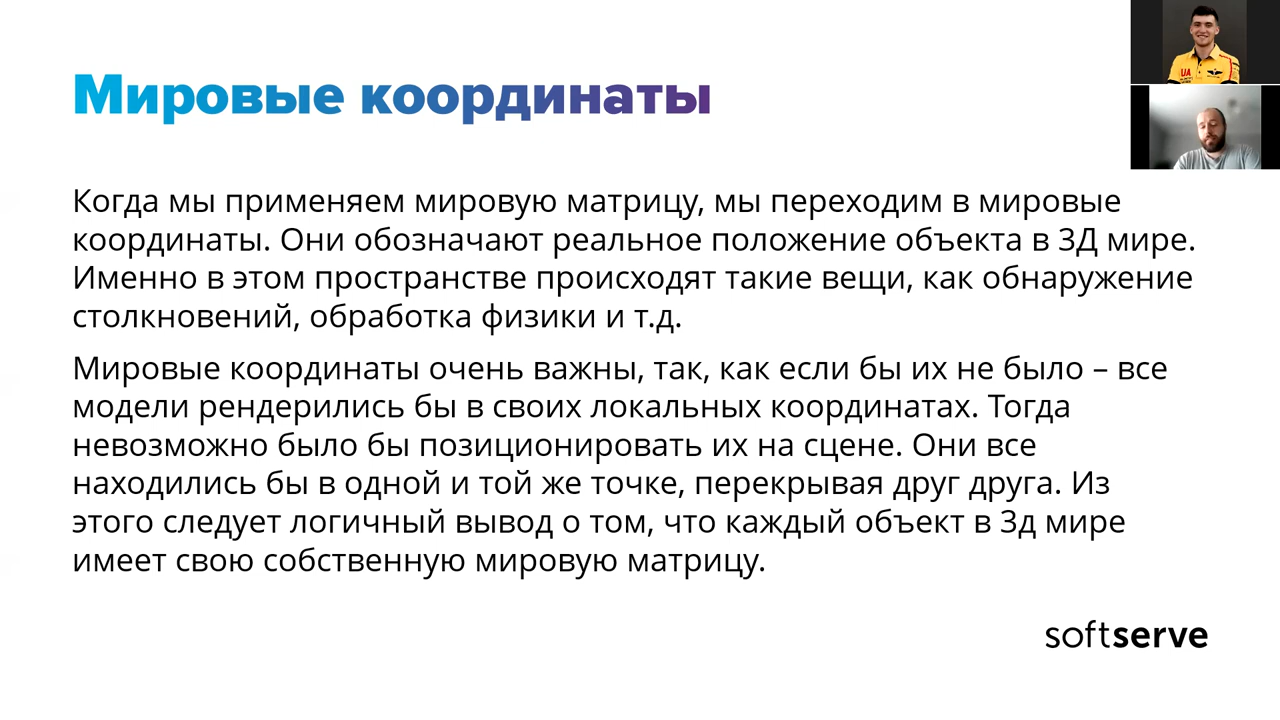 Мировые координаты
UA
Когда мы применяем мировую матрицу, мы переходим в мировые
координаты. Они обозначают реальное положение объекта в 3Д мире.
Именно в этом пространстве происходят такие вещи, как обнаружение
столкновений, обработка физики и т.д.
Мировые координаты очень важны, так, как если бы их не было – все
модели рендерились бы в своих локальных координатах. Тогда
невозможно было бы позиционировать их на сцене. Они все
находились бы в одной и той же точке, перекрывая друг друга. Из
этого следует логичный вывод о том, что каждый объект в 3д мире
имеет свою собственную мировую матрицу.
softserve